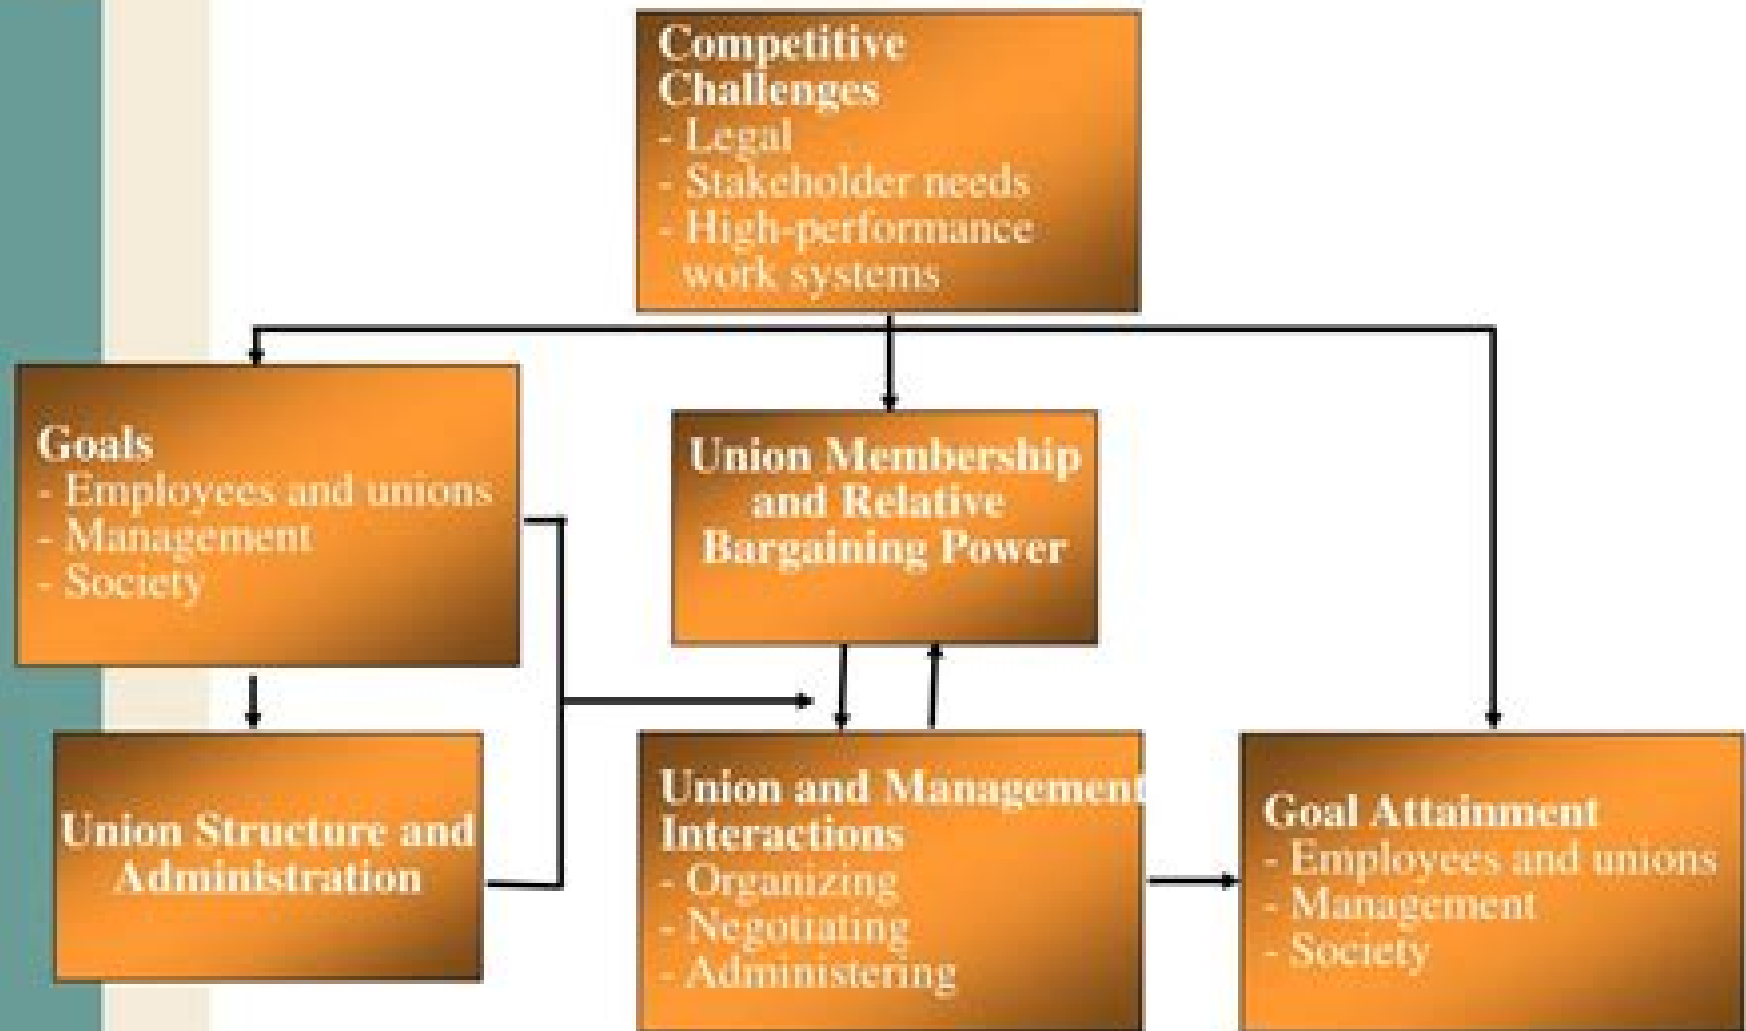 Competitive
Challenges
- Legal
- Stakeholder needs
- High-performance
work systems
Goals
- Employees and unions
- Management
- Society
Union Membership
and Relative
Bargaining Power
Union Structure and
Administration
Union and Management
Interactions
- Organizing
- Negotiating
- Administering
Goal Attainment
- Employees and unions
- Management
- Society